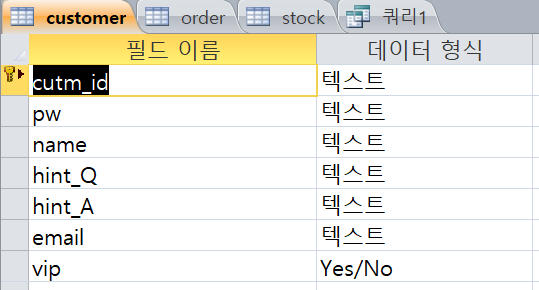 customer order stock 쿼리1
필드 이름 데이터 형식
cutm_id 텍스트
pw 텍스트
name 텍스트
hint_Q 텍스트
hint_A 텍스트
email 텍스트
vip Yes/No